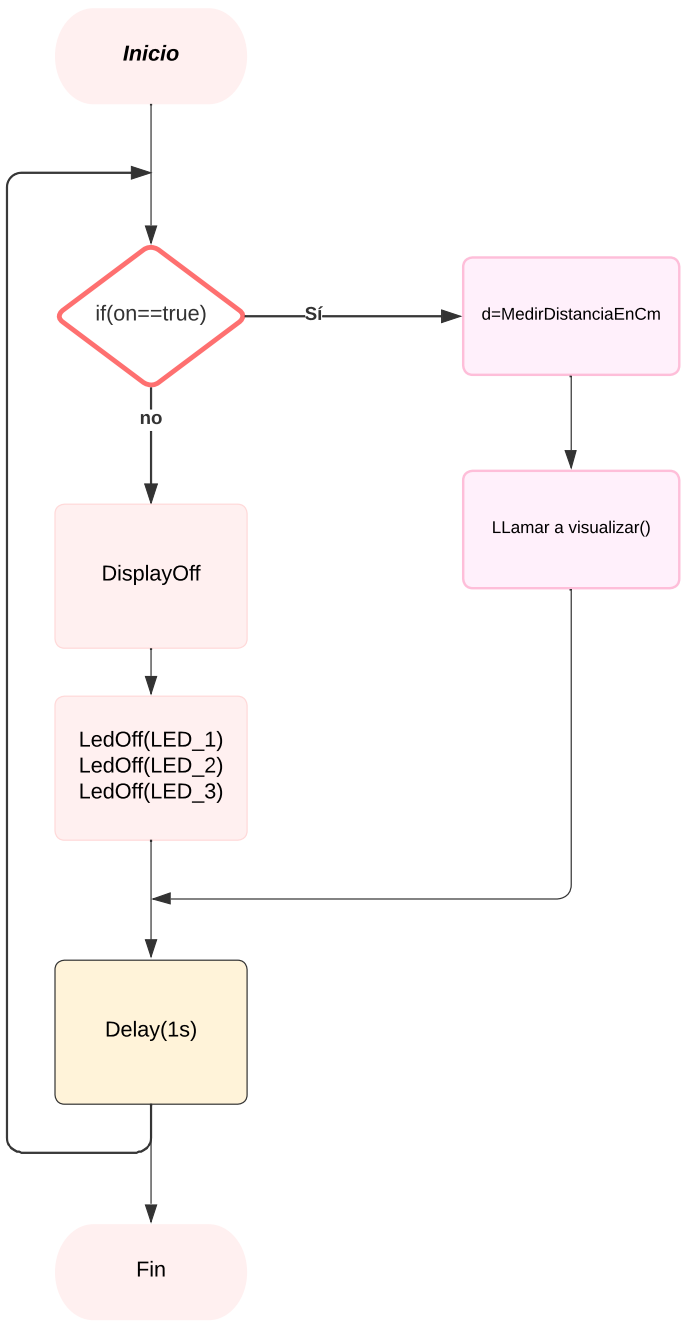 Inicio
if(on==true)
Sí
d=MedirDistanciaEnCm
no
LLamar a visualizar()
DisplayOff
LedOff(LED_1)
LedOff(LED_2)
LedOff(LED_3)
Delay(1s)
Fin